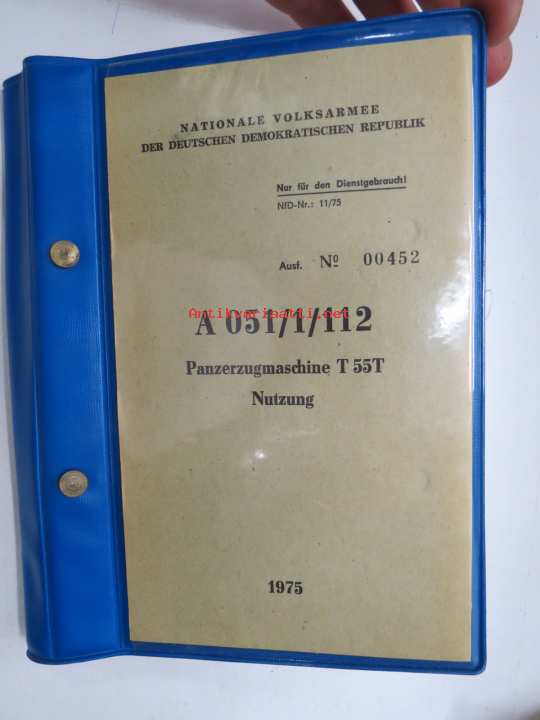 NATIONALE VOLKSARMEE
DER DEUTSCHEN DEMOKRATISCHEN REPUBLIK
Nur für den Dienstgebrauch!
NfD-Nr.: 11/75
Ausf. Nº 00452
Antikvariaatti.net
A 051/1/112
Panzerzugmaschine T 55T
Nutzung
1975